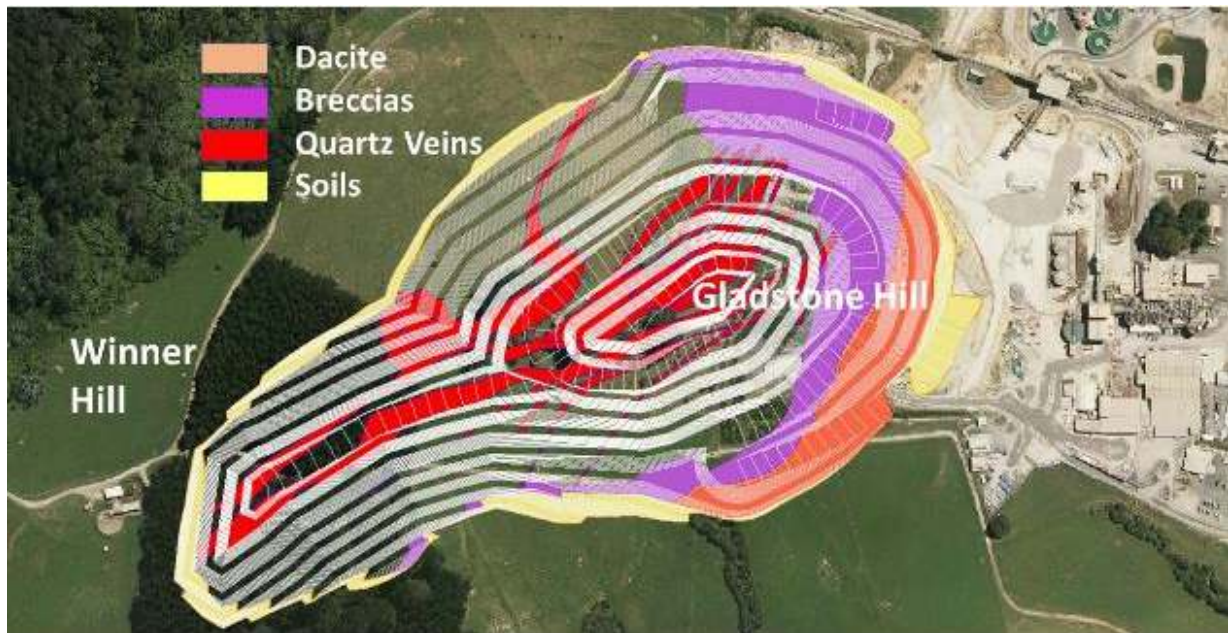 Dacite
Breccias
Quartz Veins
Soils
Gladstone Hill
Winner
Hill